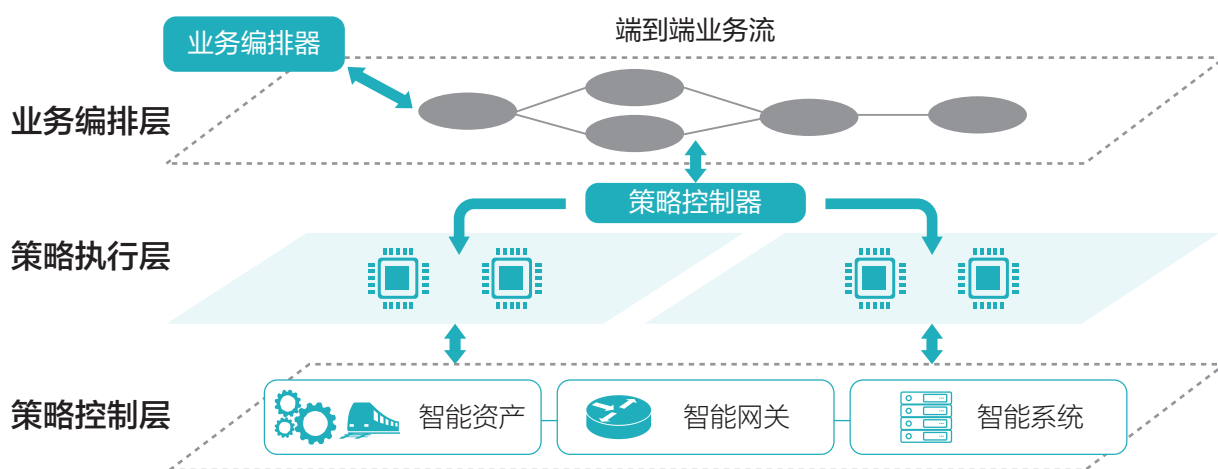 业务编排器
端到端业务流
业务编排层
策略控制器
策略执行层
策略控制层
智能资产
智能网关
智能系统